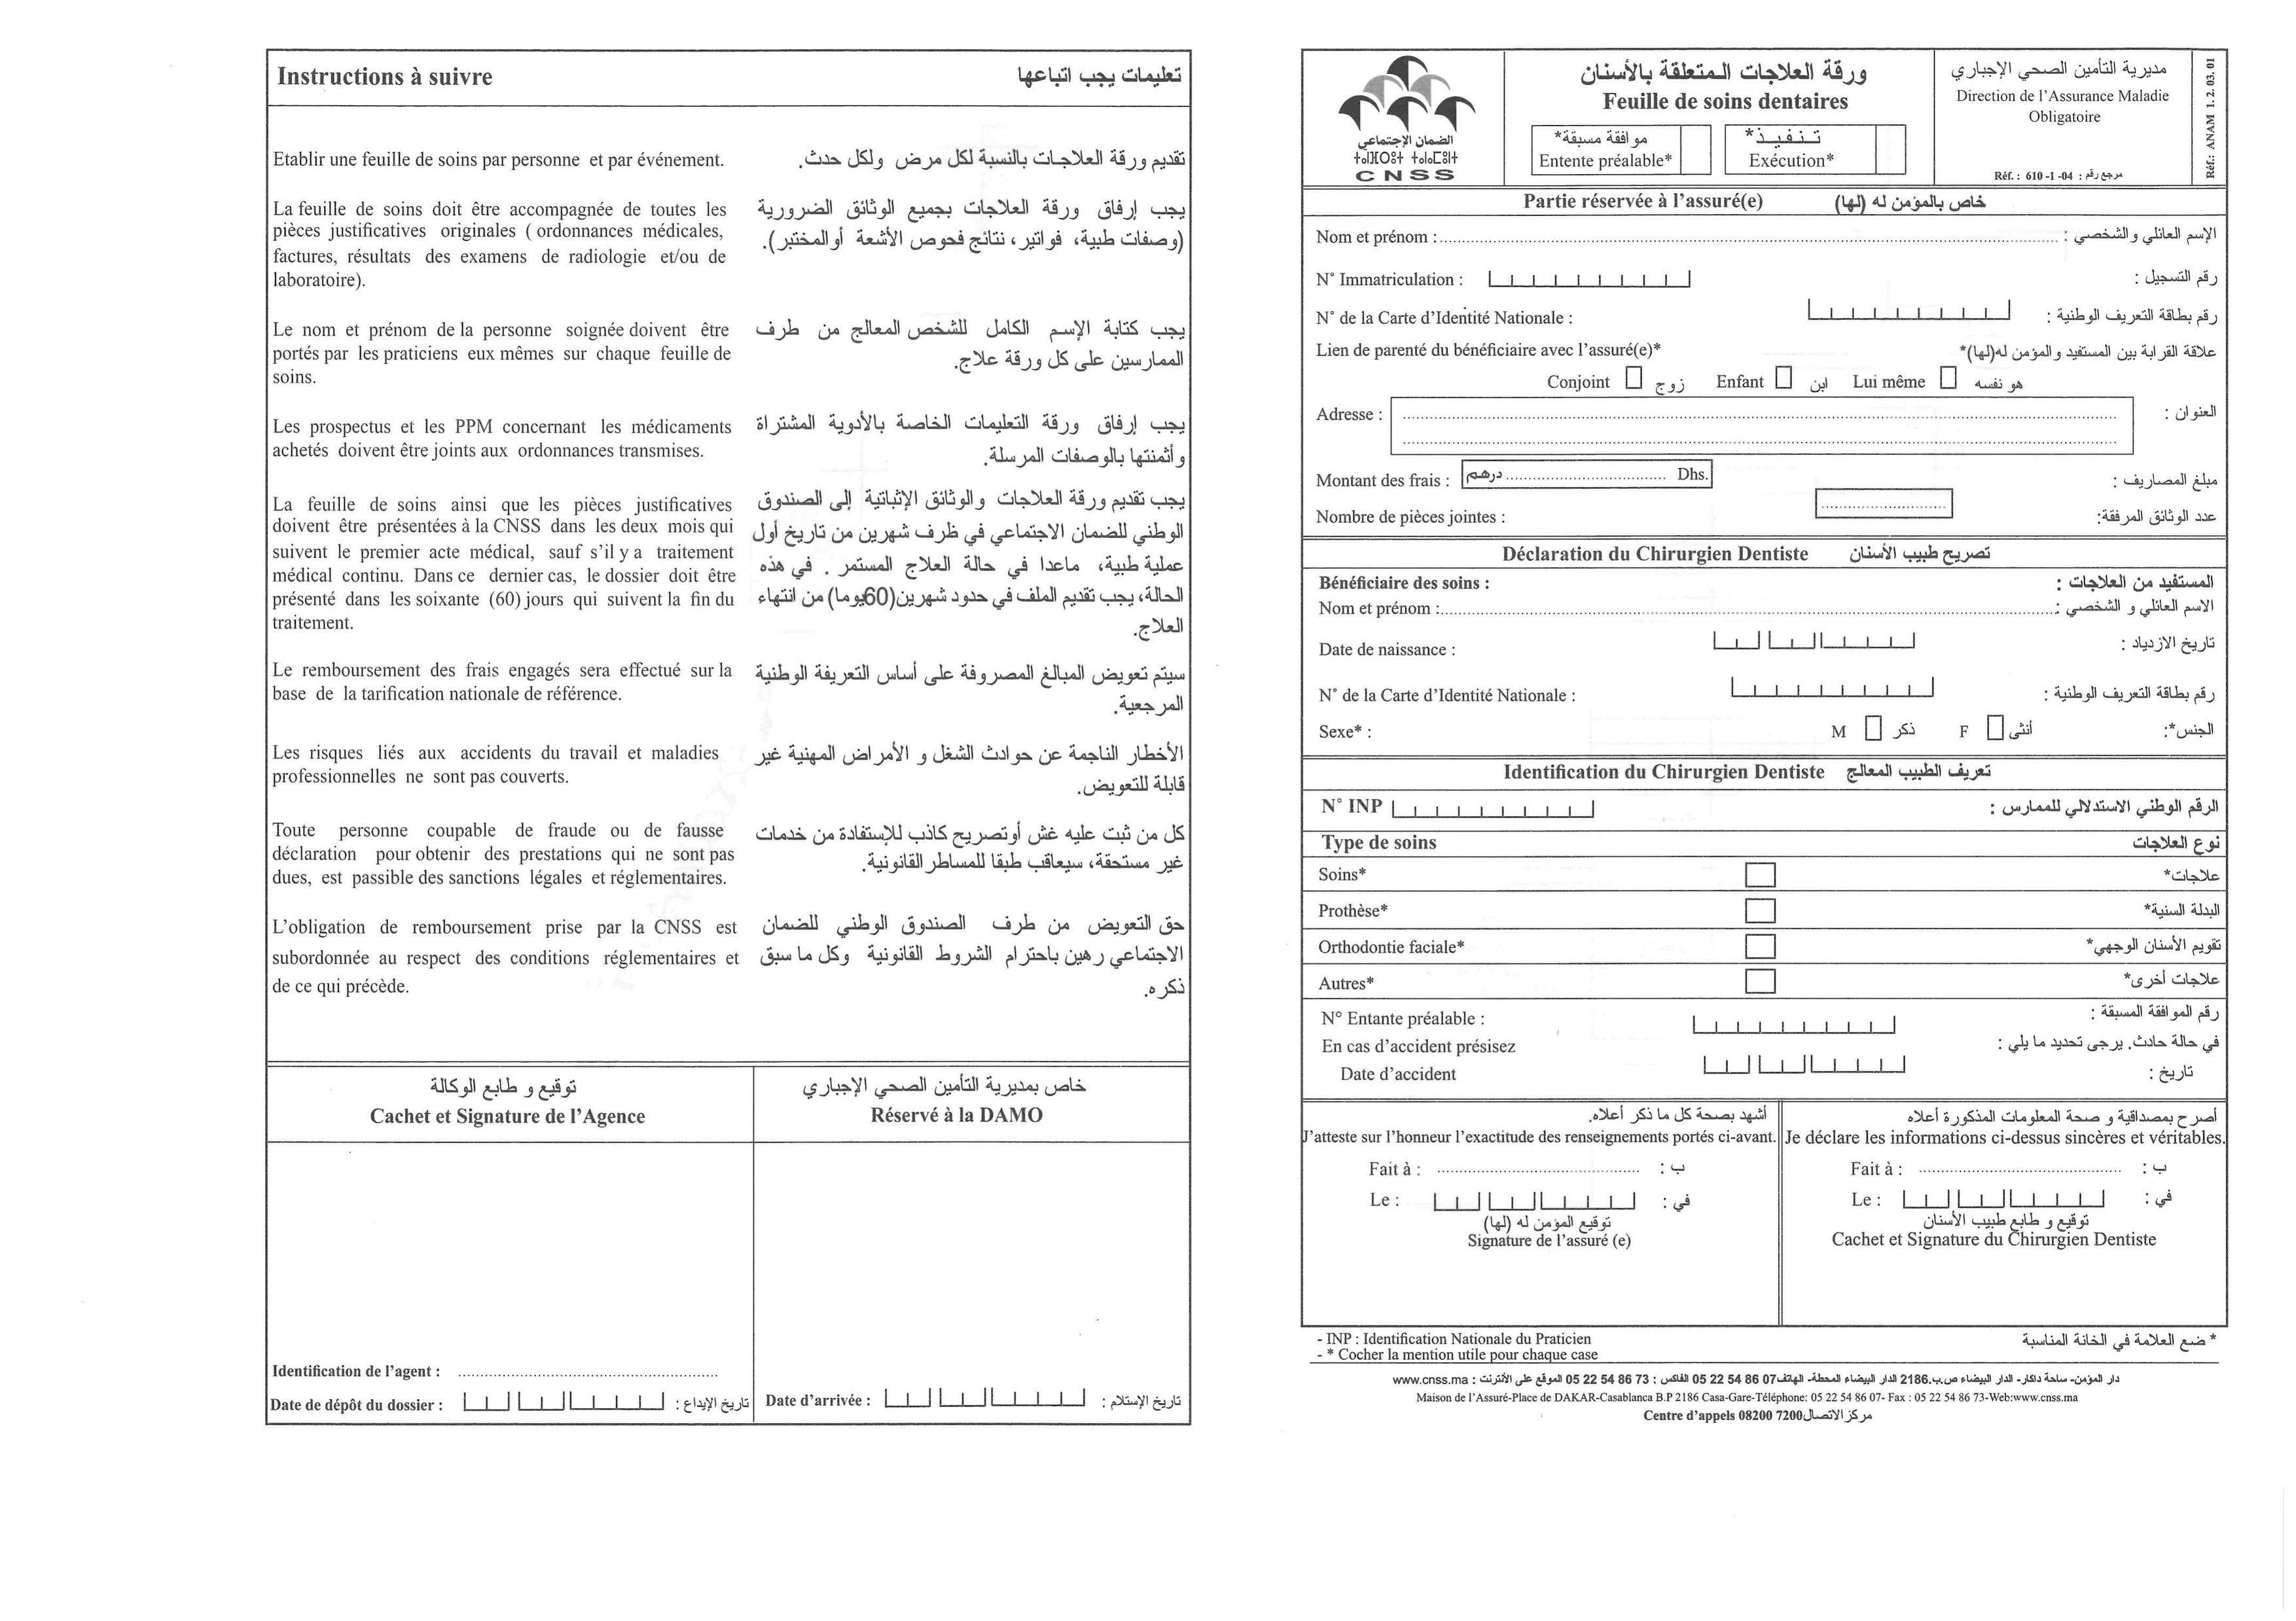 Instructions à suivre
تعليمات يجب اتباعها
Etablir une feuille de soins par personne et par événement.
تقديم ورقة العلاجات بالنسبة لكل مرض ولكل حدث.
La feuille de soins doit être accompagnée de toutes les
pièces justificatives originales ( ordonnances médicales,
factures, résultats des examens de radiologie et/ou de
laboratoire).
يجب إرفاق ورقة العلاجات بجميع الوثائق الضرورية
(وصفات طبية، فواتير، نتائج فحوص الأشعة أوالمختبر).
Le nom et prénom de la personne soignée doivent être
portés par les praticiens eux mêmes sur chaque feuille de
soins.
يجب كتابة الإسم الكامل للشخص المعالج من طرف
الممارسين على كل ورقة علاج.
Les prospectus et les PPM concernant les médicaments
achetés doivent être joints aux ordonnances transmises.
يجب إرفاق ورقة التعليمات الخاصة بالأدوية المشتراة
وأثمنتها بالوصفات المرسلة.
La feuille de soins ainsi que les pièces justificatives
doivent être présentées à la CNSS dans les deux mois qui
suivent le premier acte médical, sauf s’il y a traitement
médical continu. Dans ce dernier cas, le dossier doit être
présenté dans les soixante (60) jours qui suivent la fin du
traitement.
يجب تقديم ورقة العلاجات والوثائق الإثباتية إلى الصندوق
الوطني للضمان الاجتماعي في ظرف شهرين من تاريخ أول
عملية طبية، ماعدا في حالة العلاج المستمر . في هذه
الحالة، يجب تقديم الملف في حدود شهرين(60يوما) من انتهاء
العلاج.
Le remboursement des frais engagés sera effectué sur la
base de la tarification nationale de référence.
سيتم تعويض المبالغ المصروفة على أساس التعريفة الوطنية
المرجعية.
Les risques liés aux accidents du travail et maladies
professionnelles ne sont pas couverts.
الأخطار الناجمة عن حوادث الشغل و الأمراض المهنية غير
قابلة للتعويض.
Toute personne coupable de fraude ou de fausse
déclaration pour obtenir des prestations qui ne sont pas
dues, est passible des sanctions légales et réglementaires.
كل من ثبت عليه غش أوتصريح كاذب للإستفادة من خدمات
غير مستحقة، سيعاقب طبقا للمساطر القانونية.
L’obligation de remboursement prise par la CNSS est
subordonnée au respect des conditions réglementaires et
de ce qui précède.
حق التعويض من طرف الصندوق الوطني للضمان
الاجتماعي رهين باحترام الشروط القانونية وكل ما سبق
ذكره.
توقيع و طابع الوكالة
Cachet et Signature de l’Agence
خاص بمديرية التأمين الصحي الإجباري
Réservé à la DAMO
Identification de l’agent :
Date de dépôt du dossier : تاريخ الإيداع :
Date d’arrivée : تاريخ الإستلام :
الضمان الإجتماعي
ⵜⴰⵏⴼⵔⵓⵜ ⵜⴰⵏⴰⵎⵓⵏⵜ
CNSS
ورقة العلاجات المتعلقة بالأسنان
Feuille de soins dentaires
موافقة مسبقة*
Entente préalable*
تنفيذ*
Exécution*
مديرية التأمين الصحي الإجباري
Direction de l’Assurance Maladie
Obligatoire
Réf. : 610 -1 -04 : مرجع رقم
Réf.: ANAM 1. 2. 03. 01
Partie réservée à l’assuré(e) خاص بالمؤمن له (لها)
Nom et prénom : الإسم العائلي والشخصي :
N° Immatriculation : رقم التسجيل :
N° de la Carte d’Identité Nationale : رقم بطاقة التعريف الوطنية :
Lien de parenté du bénéficiaire avec l’assuré(e)* علاقة القرابة بين المستفيد والمؤمن له(لها)*
Conjoint زوج Enfant ابن Lui même هو نفسه
Adresse : العنوان :
Montant des frais : درهم Dhs. مبلغ المصاريف :
Nombre de pièces jointes : عدد الوثائق المرفقة:
Déclaration du Chirurgien Dentiste تصريح طبيب الأسنان
Bénéficiaire des soins : المستفيد من العلاجات :
Nom et prénom : الاسم العائلي و الشخصي :
Date de naissance : تاريخ الازدياد :
N° de la Carte d’Identité Nationale : رقم بطاقة التعريف الوطنية :
Sexe* : M ذكر F أنثى الجنس*:
Identification du Chirurgien Dentiste تعريف الطبيب المعالج
N° INP الرقم الوطني الاستدلالي للممارس :
Type de soins نوع العلاجات
Soins* علاجات*
Prothèse* البدلة السنية*
Orthodontie faciale* تقويم الأسنان الوجهي*
Autres* علاجات أخرى*
N° Entante préalable : رقم الموافقة المسبقة :
En cas d’accident présisez في حالة حادث. يرجى تحديد ما يلي :
Date d’accident تاريخ :
أشهد بصحة كل ما ذكر أعلاه.
J’atteste sur l’honneur l’exactitude des renseignements portés ci-avant.
Fait à : ب :
Le : في :
توقيع المؤمن له (لها)
Signature de l’assuré (e)
أصرح بمصداقية و صحة المعلومات المذكورة أعلاه
Je déclare les informations ci-dessus sincères et véritables.
Fait à : ب :
Le : في :
توقيع و طابع طبيب الأسنان
Cachet et Signature du Chirurgien Dentiste
- INP : Identification Nationale du Praticien
- * Cocher la mention utile pour chaque case
* ضع العلامة في الخانة المناسبة
دار المؤمن- ساحة داكار- الدار البيضاء ص.ب.2186 الدار البيضاء المحطة- الهاتف07 86 54 22 05 الفاكس : 73 86 54 22 05 الموقع على الأنترنت : www.cnss.ma
Maison de l’Assuré-Place de DAKAR-Casablanca B.P 2186 Casa-Gare-Téléphone: 05 22 54 86 07- Fax : 05 22 54 86 73-Web:www.cnss.ma
Centre d’appels 08200 7200مركز الاتصال